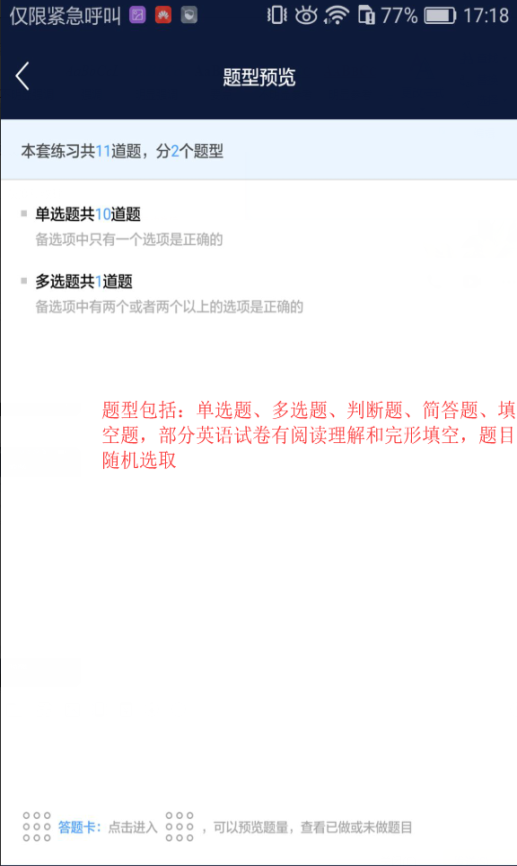 仅限紧急呼叫 77% 17:18
题型预览
本套练习共11道题，分2个题型
单选题共10道题
备选项中只有一个选项是正确的
多选题共1道题
备选项中有两个或者两个以上的选项是正确的
题型包括：单选题、多选题、判断题、简答题、填
空题，部分英语试卷有阅读理解和完形填空，题目
随机选取
答题卡：点击进入 ，可以预览题量，查看已做或未做题目